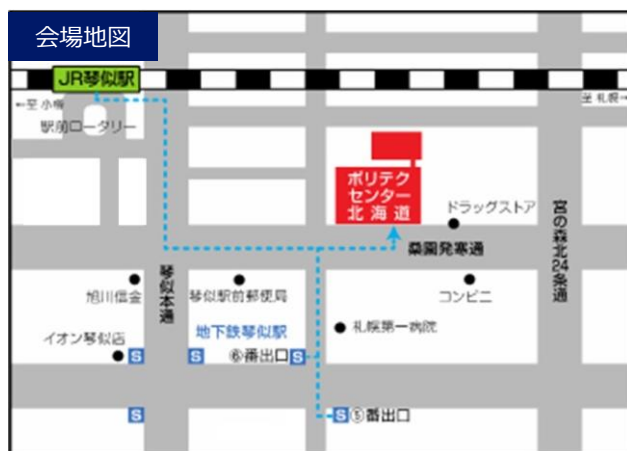 会場地図
JR琴似駅
←至 小樽
至 札幌→
駅前ロータリー
ポリテク
センター
北海道
ドラッグストア
宮の森北24条通
桑園発寒通
琴似本通
旭川信金
琴似駅前郵便局
コンビニ
地下鉄琴似駅
札幌第一病院
イオン琴似店
S
S
⑥番出口
S
S
S
⑤番出口